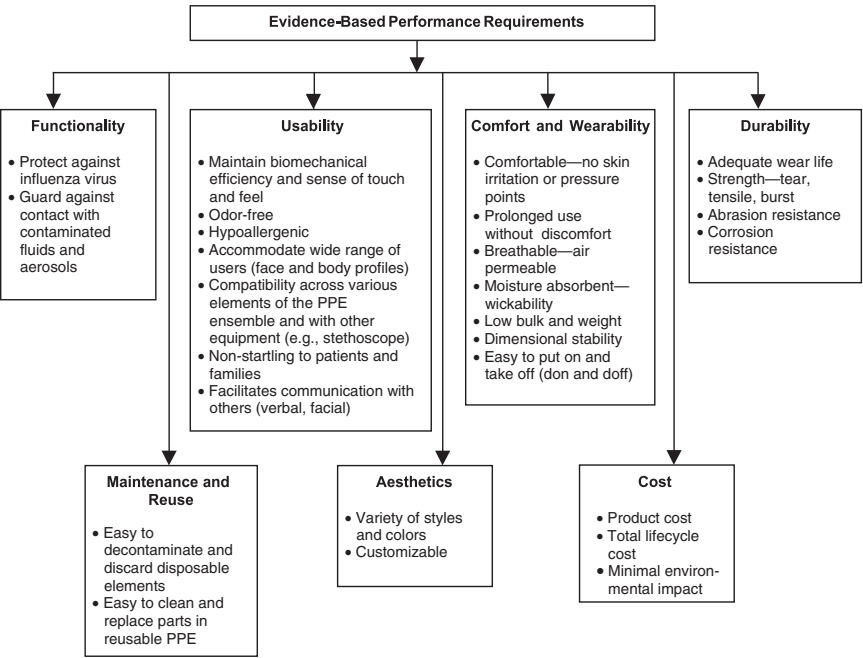 Evidence-Based Performance Requirements
Functionality
• Protect against
influenza virus
• Guard against
contact with
contaminated
fluids and
aerosols
Usability
• Maintain biomechanical
efficiency and sense of touch
and feel
• Odor-free
• Hypoallergenic
• Accommodate wide range of
users (face and body profiles)
• Compatibility across various
elements of the PPE
ensemble and with other
equipment (e.g., stethoscope)
• Non-startling to patients and
families
• Facilitates communication with
others (verbal, facial)
Comfort and Wearability
• Comfortable—no skin
irritation or pressure
points
• Prolonged use
without discomfort
• Breathable—air
permeable
• Moisture absorbent—
wickability
• Low bulk and weight
• Dimensional stability
• Easy to put on and
take off (don and doff)
Durability
• Adequate wear life
• Strength—tear,
tensile, burst
• Abrasion resistance
• Corrosion
resistance
Maintenance and
Reuse
• Easy to
decontaminate and
discard disposable
elements
• Easy to clean and
replace parts in
reusable PPE
Aesthetics
• Variety of styles
and colors
• Customizable
Cost
• Product cost
• Total lifecycle
cost
• Minimal environ-
mental impact